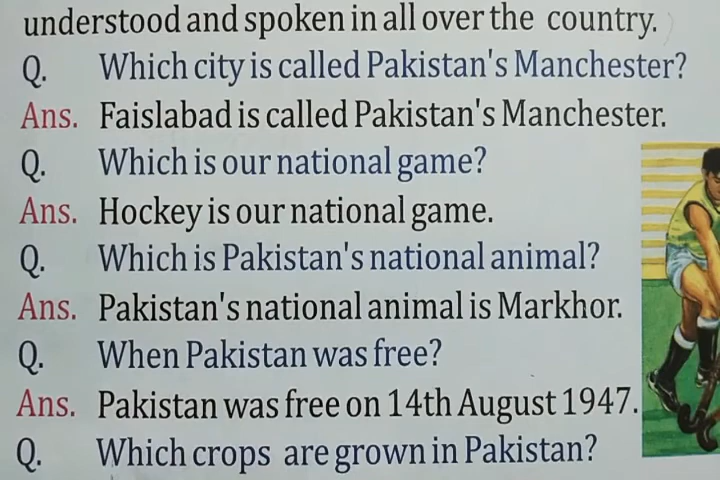 understood and spoken in all over the country.
Q. Which city is called Pakistan's Manchester?
Ans. Faislabad is called Pakistan's Manchester.
Q. Which is our national game?
Ans. Hockey is our national game.
Q. Which is Pakistan's national animal?
Ans. Pakistan's national animal is Markhor.
Q. When Pakistan was free?
Ans. Pakistan was free on 14th August 1947.
Q. Which crops are grown in Pakistan?